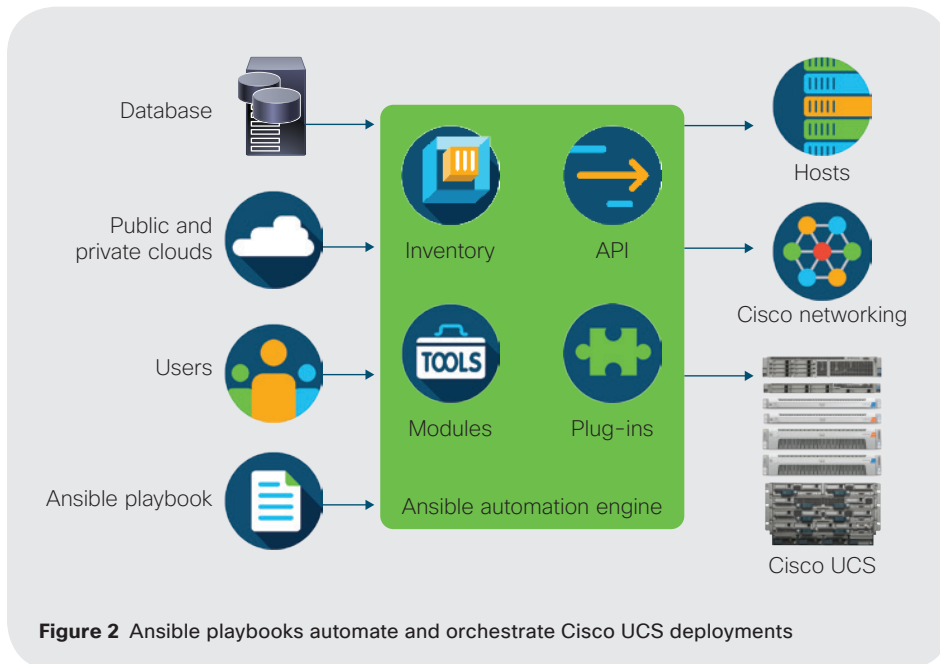 Database
Public and
private clouds
Users
Ansible playbook
Inventory
API
TOOLS
Modules
Plug-ins
Ansible automation engine
Hosts
Cisco networking
Cisco UCS
Figure 2 Ansible playbooks automate and orchestrate Cisco UCS deployments